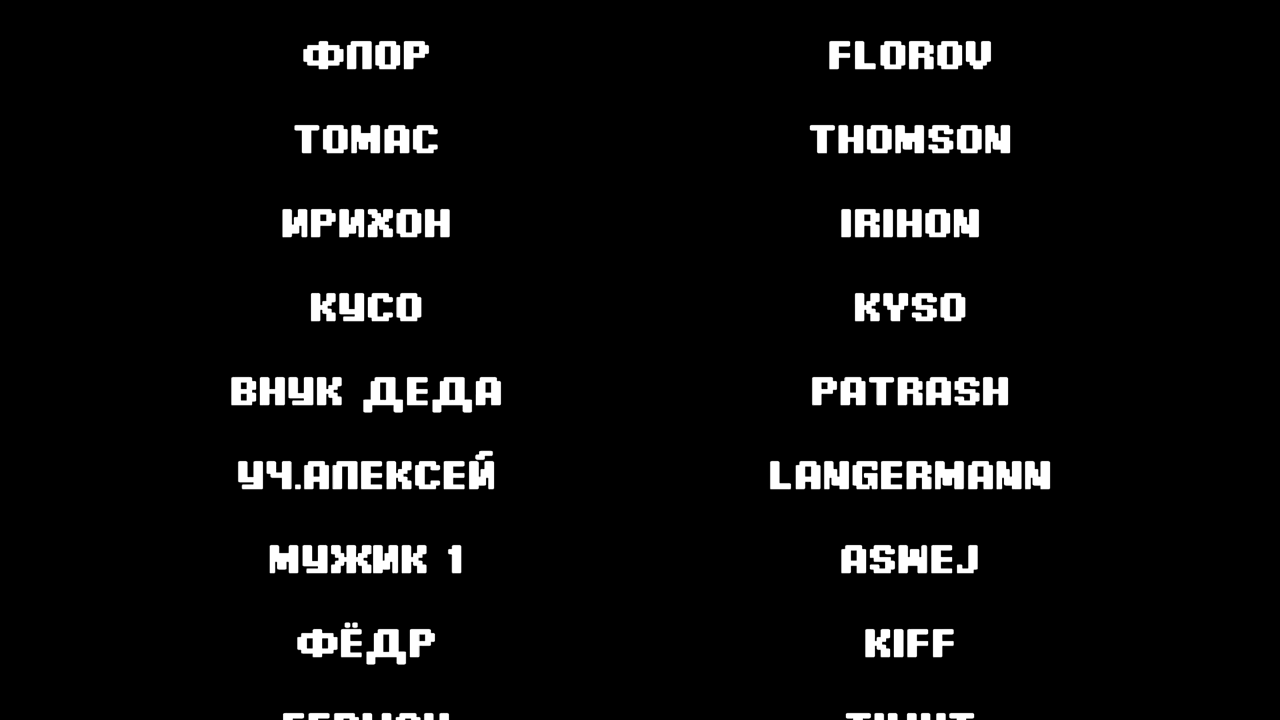 ФЛОР FLOROV
ТОМАС THOMSON
ИРИХОН IRIHON
КУСО KYSO
ВНУК ДЕДА PATRASH
УЧ.АЛЕКСЕЙ LANGERMANN
МУЖИК 1 ASWEJ
ФЁДР KIFF